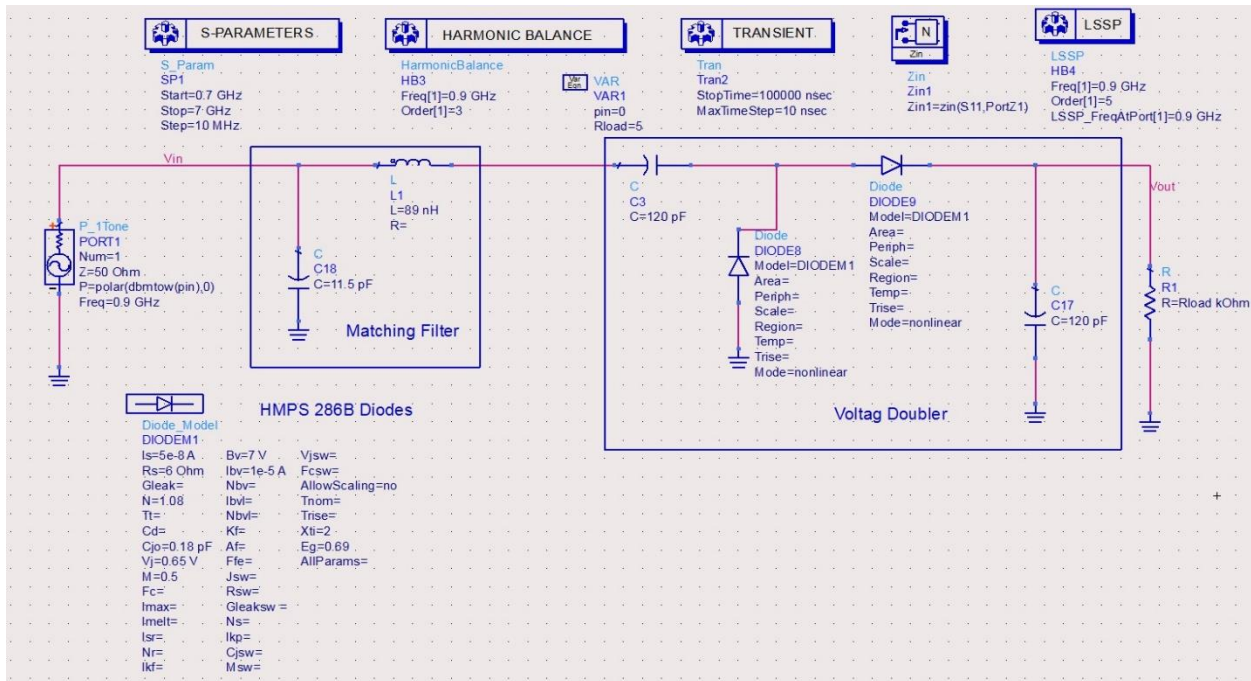 S-PARAMETERS
S_Param
SP1
Start=0.7 GHz
Stop=7 GHz
Step=10 MHz
HARMONIC BALANCE
HarmonicBalance
HB3
Freq[1]=0.9 GHz
Order[1]=3
Var
Eqn
VAR
VAR1
pin=0
Rload=5
TRANSIENT
Tran
Tran2
StopTime=100000 nsec
MaxTimeStep=10 nsec
N
Zin
Zin
Zin1
Zin1=zin(S11,PortZ1)
LSSP
LSSP
HB4
Freq[1]=0.9 GHz
Order[1]=5
LSSP_FreqAtPort[1]=0.9 GHz
Vin
P_1Tone
PORT1
Num=1
Z=50 Ohm
P=polar(dbmtow(pin),0)
Freq=0.9 GHz
L
L1
L=89 nH
R=
C
C18
C=11.5 pF
Matching Filter
C
C3
C=120 pF
Diode
DIODE8
Model=DIODEM1
Area=
Periph=
Scale=
Region=
Temp=
Trise=
Mode=nonlinear
Diode
DIODE9
Model=DIODEM1
Area=
Periph=
Scale=
Region=
Temp=
Trise=
Mode=nonlinear
C
C17
C=120 pF
Vout
R
R1
R=Rload kOhm
Voltag Doubler
HMPS 286B Diodes
Diode_Model
DIODEM1
Is=5e-8 A Bv=7 V Vjsw=
Rs=6 Ohm Ibv=1e-5 A Fcsw=
Gleak= Nbv= AllowScaling=no
N=1.08 Ibvl= Tnom=
Tt= Nbvl= Trise=
Cd= Kf= Xti=2
Cjo=0.18 pF Af= Eg=0.69
Vj=0.65 V Ffe= AllParams=
M=0.5 Jsw=
Fc= Rsw=
Imax= Gleaksw =
Imelt= Ns=
Isr= Ikp=
Nr= Cjsw=
Ikf= Msw=